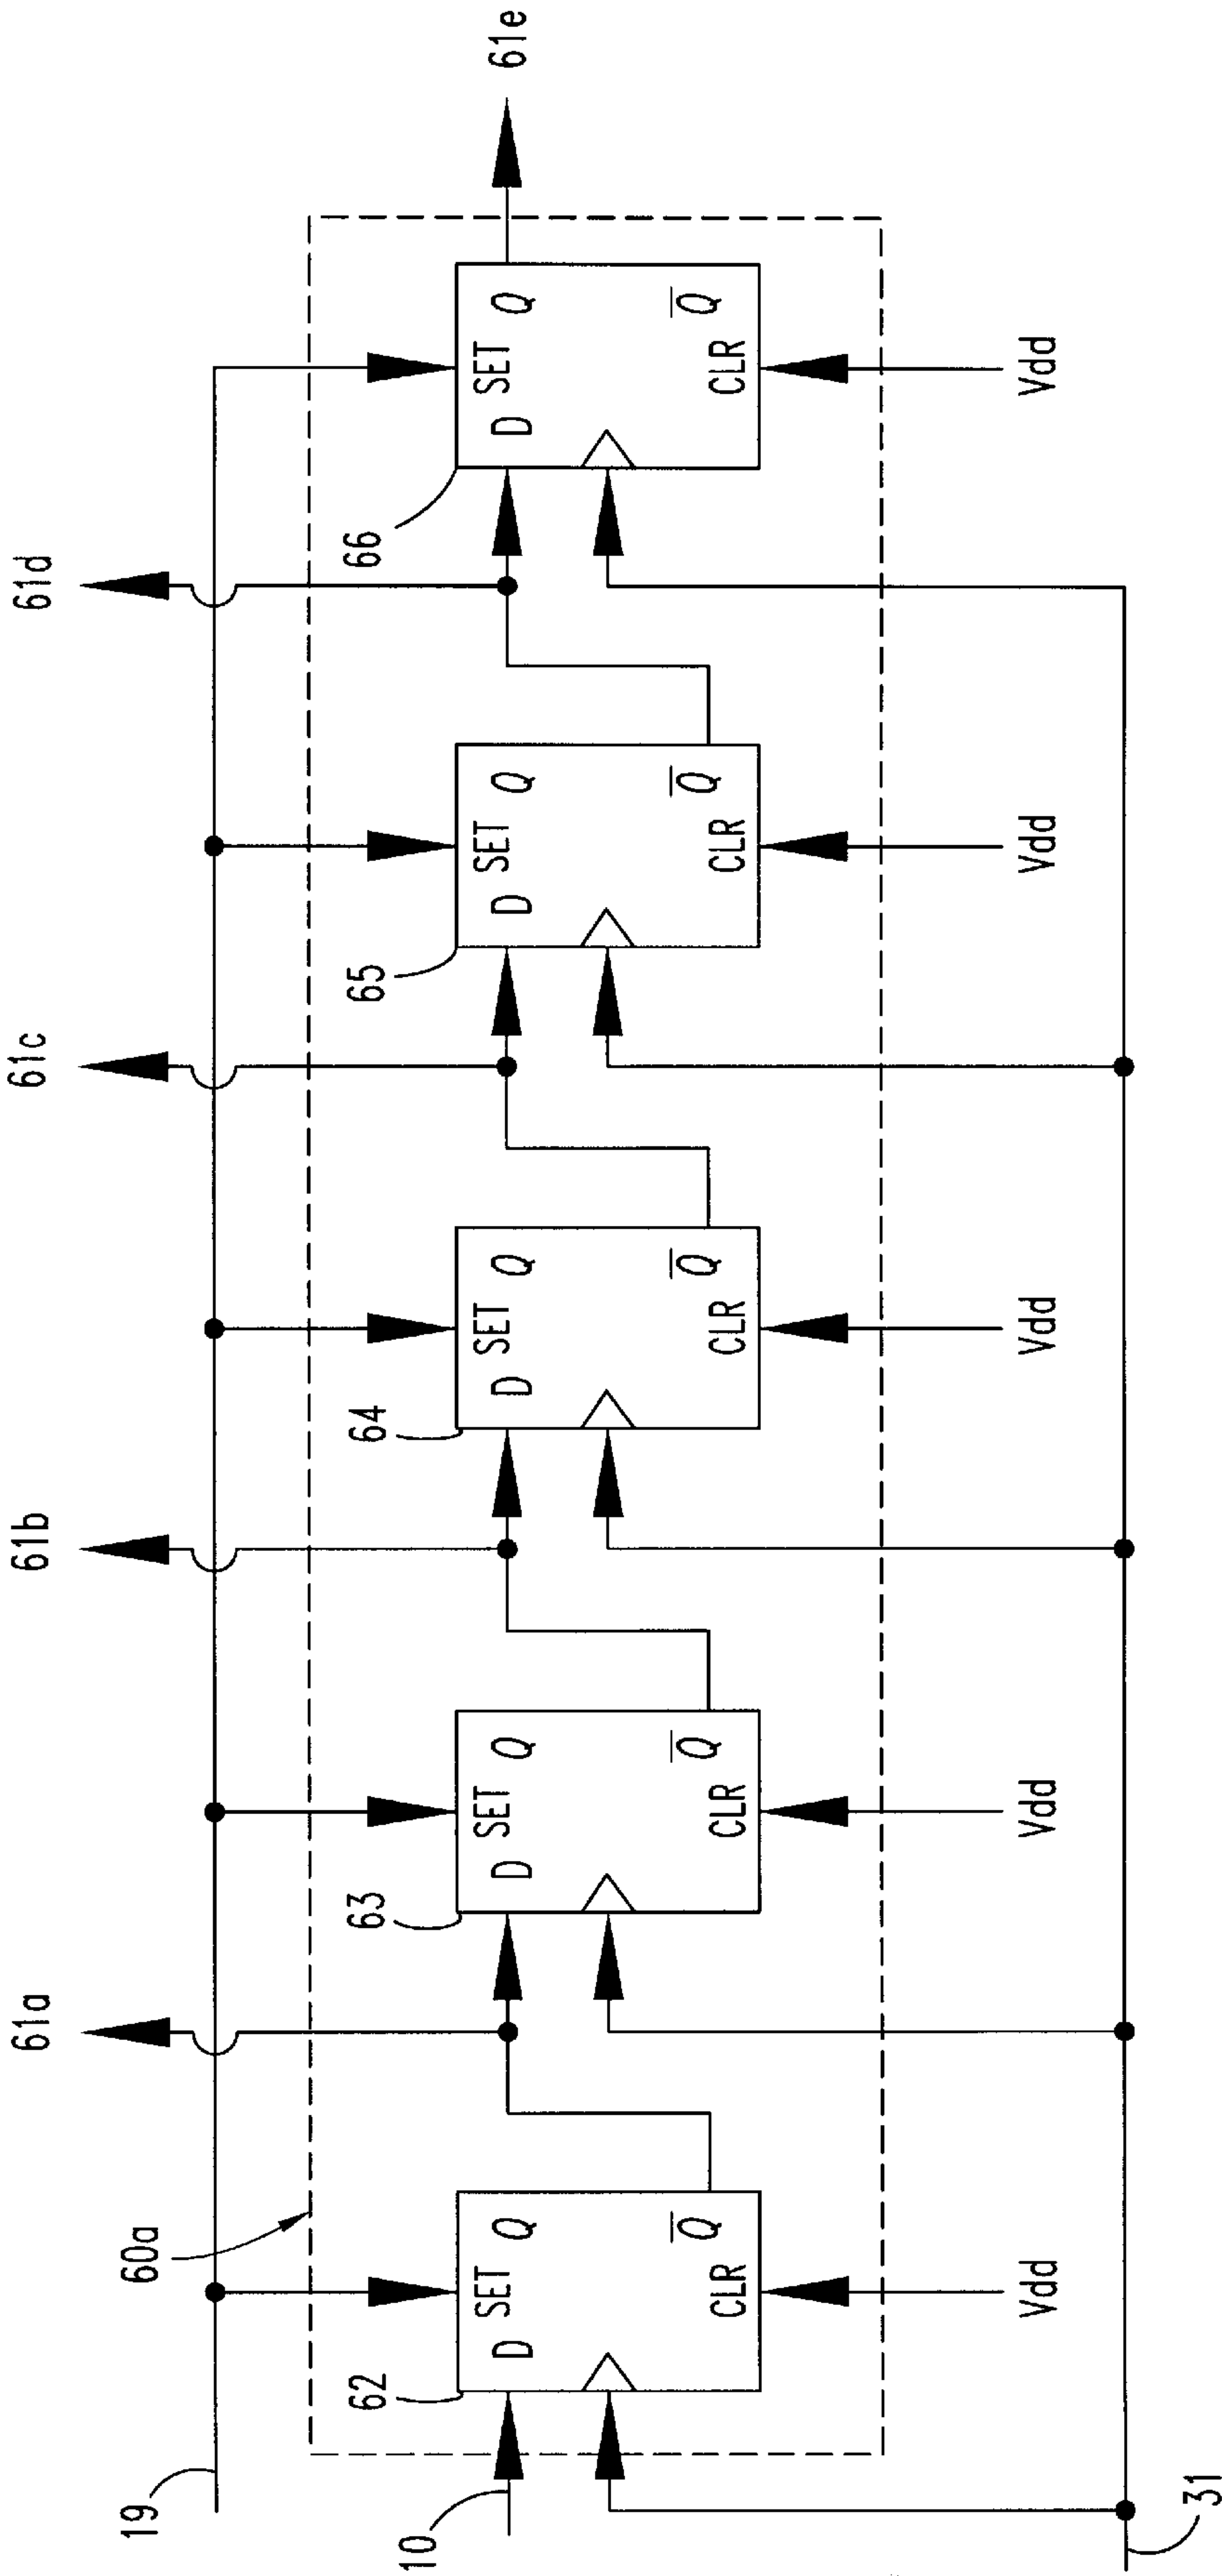 61a
61b
61c
61d
61e
19
60a
10
62
63
64
65
66
D SET Q
CLR Q̅
D SET Q
CLR Q̅
D SET Q
CLR Q̅
D SET Q
CLR Q̅
D SET Q
CLR Q̅
Vdd
Vdd
Vdd
Vdd
Vdd
31